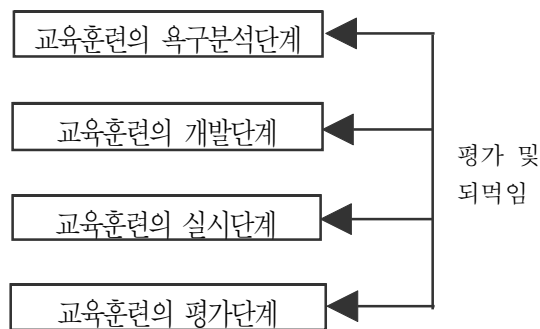 교육훈련의 욕구분석단계
교육훈련의 개발단계
평가 및
되먹임
교육훈련의 실시단계
교육훈련의 평가단계